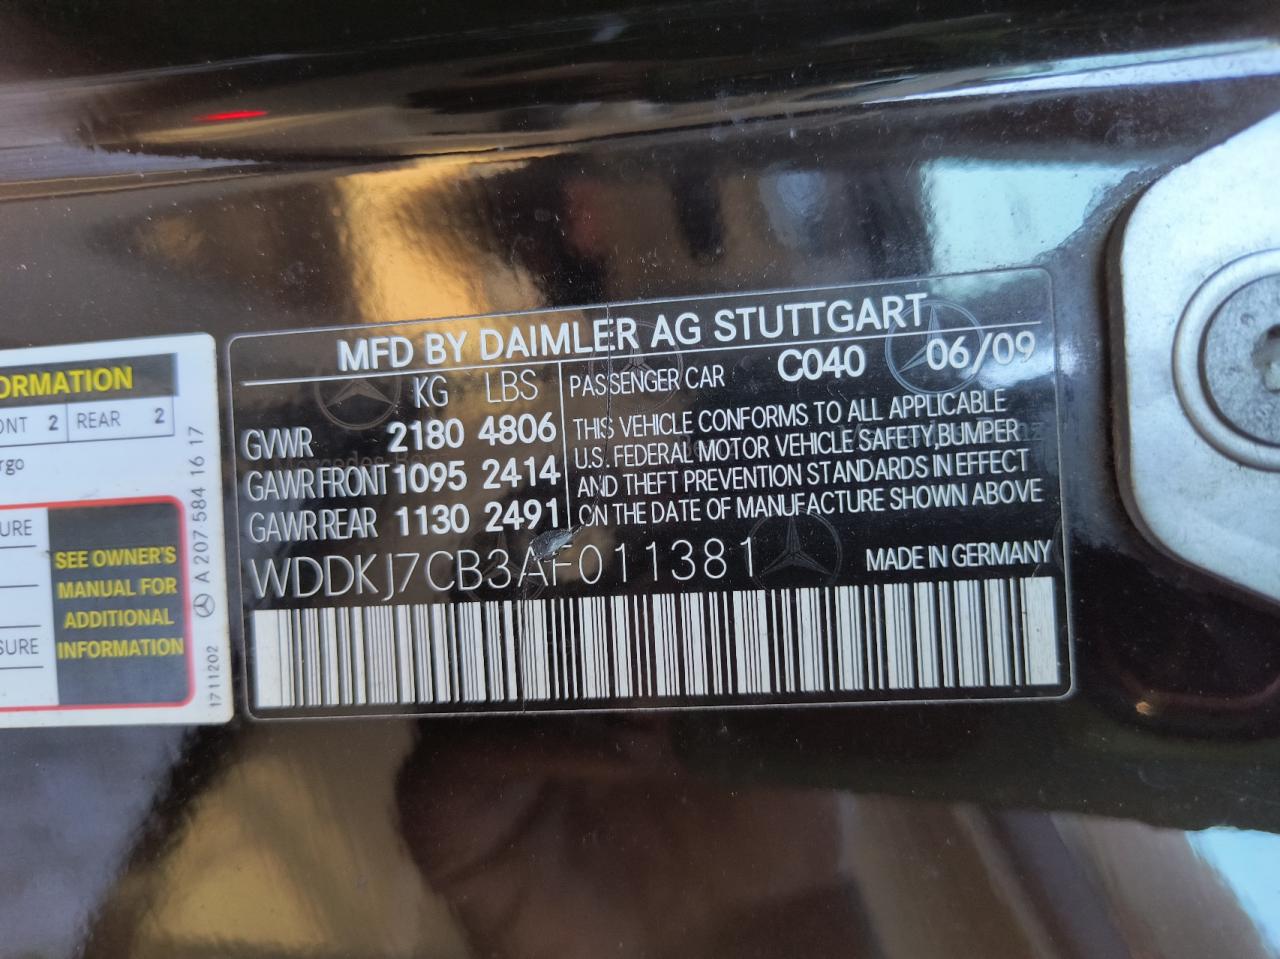 ORMATION
ONT 2 REAR 2
rgo
SURE
SEE OWNER'S
MANUAL FOR
ADDITIONAL
INFORMATION
SSURE
A 207 584 16 17
1711202
MFD BY DAIMLER AG STUTTGART
KG LBS PASSENGER CAR C040 06/09
GVWR 2180 4806
GAWR FRONT 1095 2414
GAWR REAR 1130 2491
THIS VEHICLE CONFORMS TO ALL APPLICABLE
U.S. FEDERAL MOTOR VEHICLE SAFETY,BUMPER
AND THEFT PREVENTION STANDARDS IN EFFECT
ON THE DATE OF MANUFACTURE SHOWN ABOVE
WDDKJ7CB3AF011381 MADE IN GERMANY